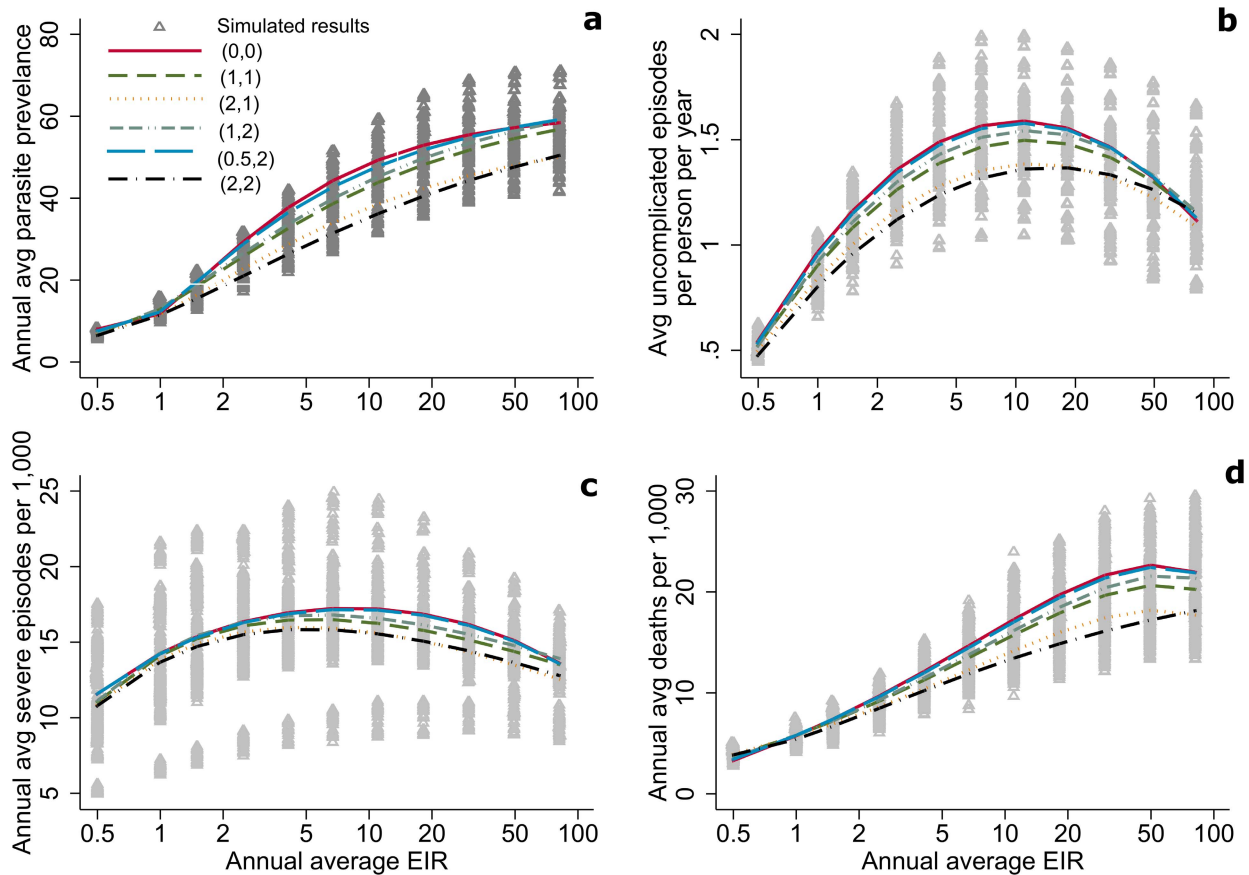 a
Annual avg parasite prevelance
80
60
40
20
0
Simulated results
(0,0)
(1,1)
(2,1)
(1,2)
(0.5,2)
(2,2)
0.5 1 2 5 10 20 50 100
b
Avg uncomplicated episodes
per person per year
2
1.5
1
.5
0.5 1 2 5 10 20 50 100
c
Annual avg severe episodes per 1,000
25
20
15
10
5
0.5 1 2 5 10 20 50 100
Annual average EIR
d
Annual avg deaths per 1,000
30
20
10
0
0.5 1 2 5 10 20 50 100
Annual average EIR